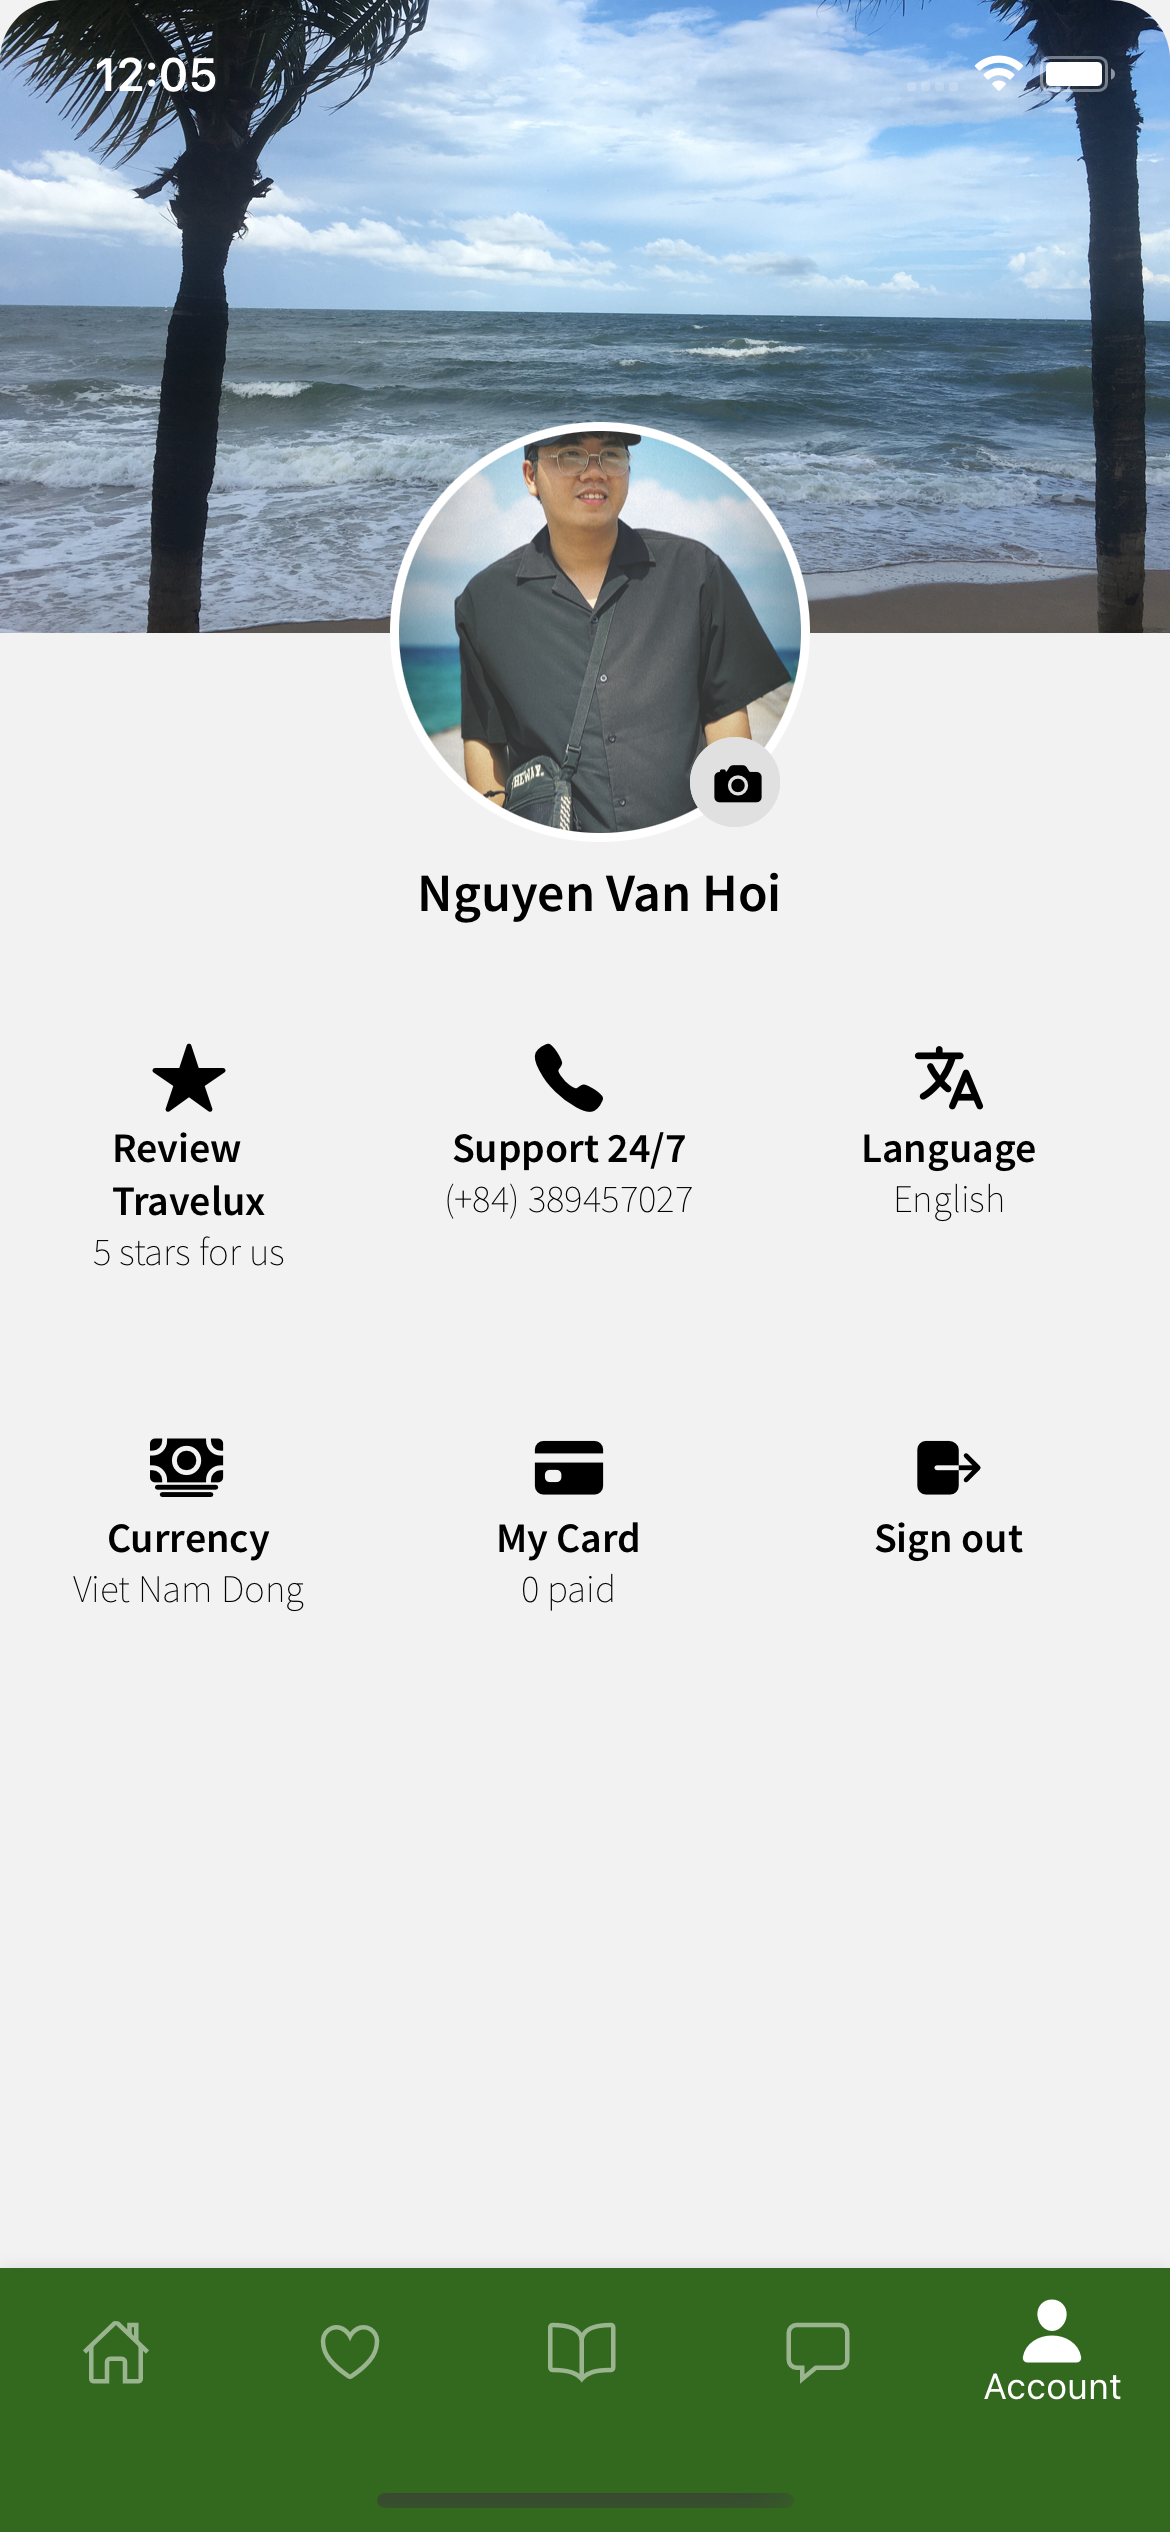 12:05
THEWAY.
Nguyen Van Hoi
Review
Travelux
5 stars for us
Support 24/7
(+84) 389457027
Language
English
Currency
Viet Nam Dong
My Card
0 paid
Sign out
Account